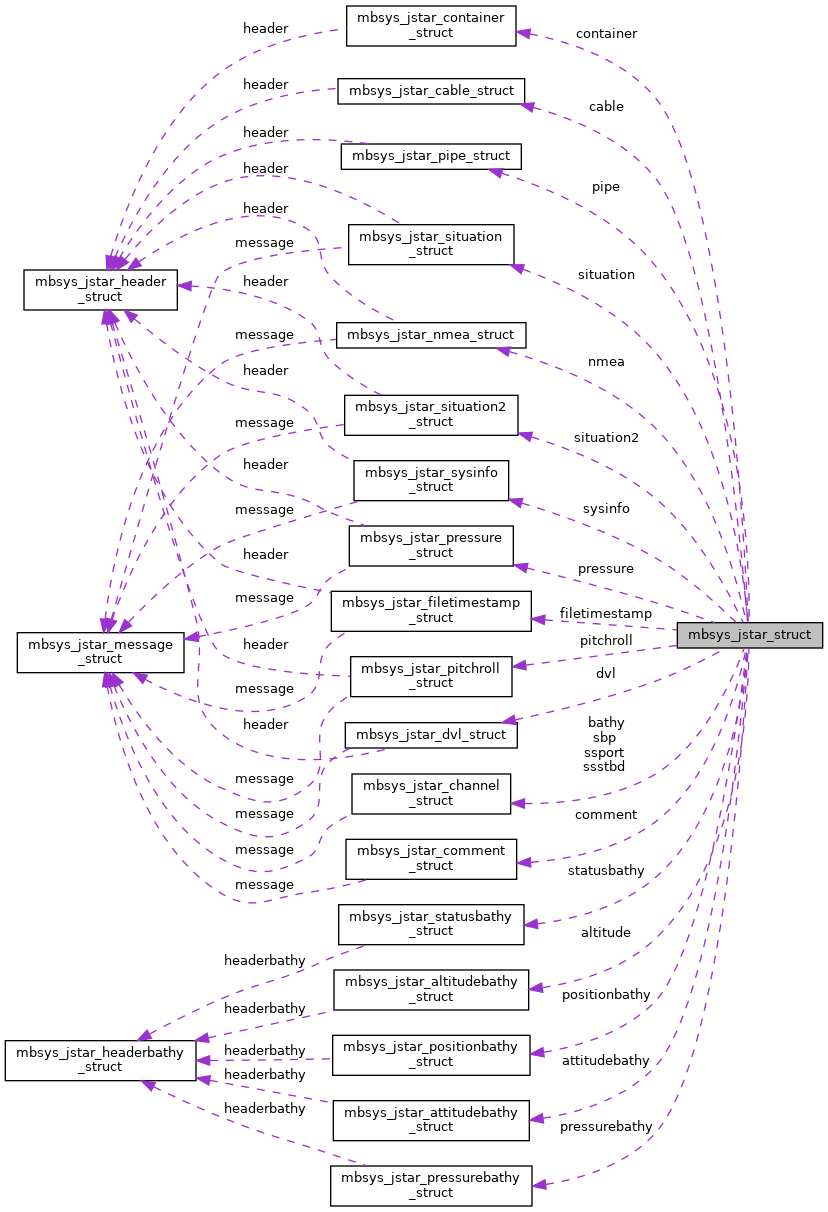 mbsys_jstar_container
_struct
header
container
mbsys_jstar_cable_struct
header
cable
header
mbsys_jstar_pipe_struct
header
pipe
header
mbsys_jstar_situation
_struct
message
situation
mbsys_jstar_header
_struct
header
message
mbsys_jstar_nmea_struct
nmea
header
mbsys_jstar_situation2
_struct
message
situation2
header
mbsys_jstar_sysinfo
_struct
message
sysinfo
mbsys_jstar_pressure
_struct
header
pressure
message
mbsys_jstar_filetimestamp
_struct
filetimestamp
mbsys_jstar_struct
mbsys_jstar_message
_struct
header
pitchroll
mbsys_jstar_pitchroll
_struct
message
dvl
header
mbsys_jstar_dvl_struct
bathy
sbp
ssport
ssstbd
message
mbsys_jstar_channel
_struct
message
comment
message
mbsys_jstar_comment
_struct
message
statusbathy
mbsys_jstar_statusbathy
_struct
headerbathy
altitude
mbsys_jstar_altitudebathy
_struct
headerbathy
positionbathy
mbsys_jstar_headerbathy
_struct
headerbathy
mbsys_jstar_positionbathy
_struct
headerbathy
attitudebathy
mbsys_jstar_attitudebathy
_struct
headerbathy
pressurebathy
mbsys_jstar_pressurebathy
_struct